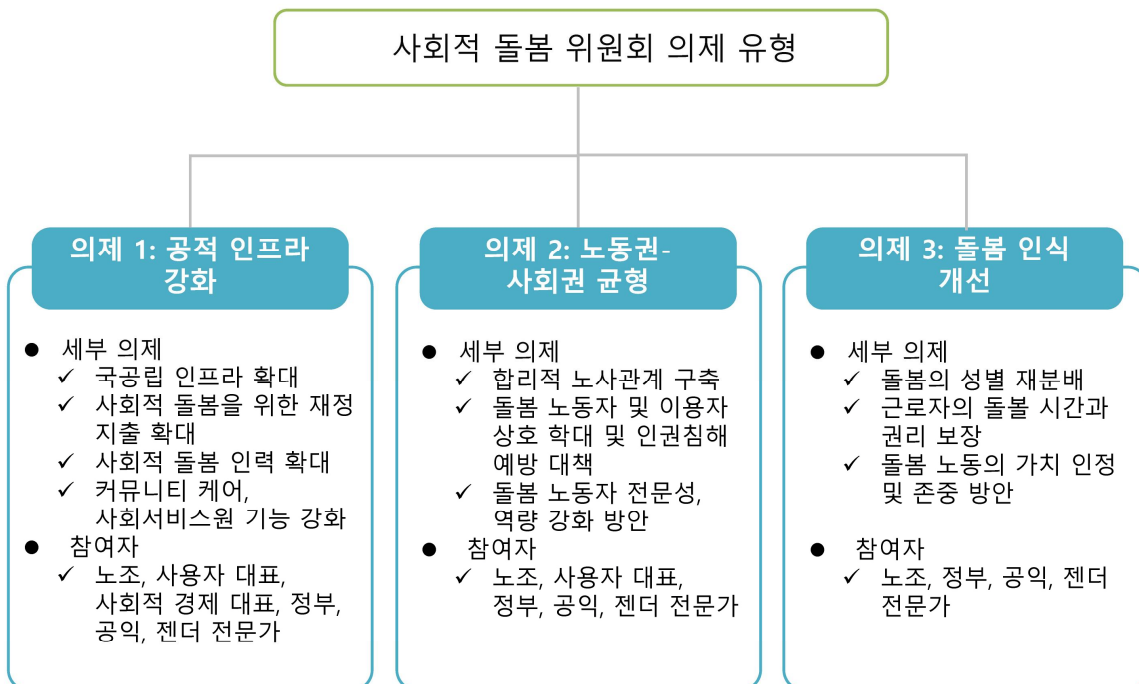 사회적 돌봄 위원회 의제 유형
의제 1: 공적 인프라
강화
● 세부 의제
✓ 국공립 인프라 확대
✓ 사회적 돌봄을 위한 재정
지출 확대
✓ 사회적 돌봄 인력 확대
✓ 커뮤니티 케어,
사회서비스원 기능 강화
● 참여자
✓ 노조, 사용자 대표,
사회적 경제 대표, 정부,
공익, 젠더 전문가
의제 2: 노동권-
사회권 균형
● 세부 의제
✓ 합리적 노사관계 구축
✓ 돌봄 노동자 및 이용자
상호 학대 및 인권침해
예방 대책
✓ 돌봄 노동자 전문성,
역량 강화 방안
● 참여자
✓ 노조, 사용자 대표,
정부, 공익, 젠더 전문가
의제 3: 돌봄 인식
개선
● 세부 의제
✓ 돌봄의 성별 재분배
✓ 근로자의 돌볼 시간과
권리 보장
✓ 돌봄 노동의 가치 인정
및 존중 방안
● 참여자
✓ 노조, 정부, 공익, 젠더
전문가